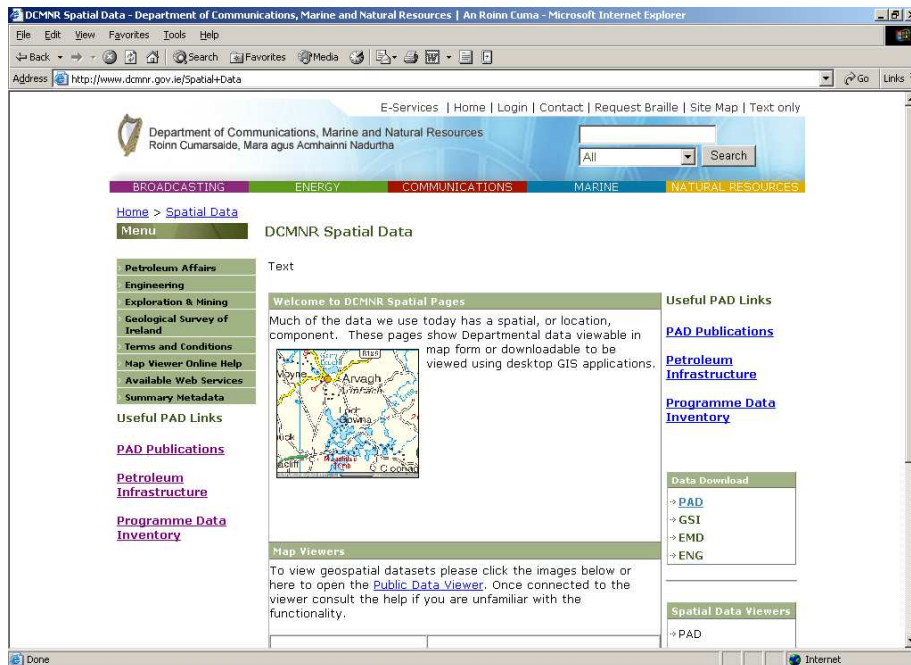 DCMNR Spatial Data - Department of Communications, Marine and Natural Resources | An Roinn Cuma - Microsoft Internet Explorer
File Edit View Favorites Tools Help
Back Search Favorites Media
Address http://www.dcmnr.gov.ie/Spatial+Data Go Links
E-Services | Home | Login | Contact | Request Braille | Site Map | Text only
Department of Communications, Marine and Natural Resources
Roinn Cumarsaide, Mara agus Acmhainní Nadurtha
All Search
BROADCASTING ENERGY COMMUNICATIONS MARINE NATURAL RESOURCES
Home > Spatial Data
Menu
Petroleum Affairs
Engineering
Exploration & Mining
Geological Survey of
Ireland
Terms and Conditions
Map Viewer Online Help
Available Web Services
Summary Metadata
Useful PAD Links
PAD Publications
Petroleum
Infrastructure
Programme Data
Inventory
DCMNR Spatial Data
Text
Welcome to DCMNR Spatial Pages
Much of the data we use today has a spatial, or location,
component. These pages show Departmental data viewable in
map form or downloadable to be
viewed using desktop GIS applications.
Moyne
Arvagh
Loch
Gowna
Map Viewers
To view geospatial datasets please click the images below or
here to open the Public Data Viewer. Once connected to the
viewer consult the help if you are unfamiliar with the
functionality.
Useful PAD Links
PAD Publications
Petroleum
Infrastructure
Programme Data
Inventory
Data Download
PAD
GSI
EMD
ENG
Spatial Data Viewers
PAD
Done Internet